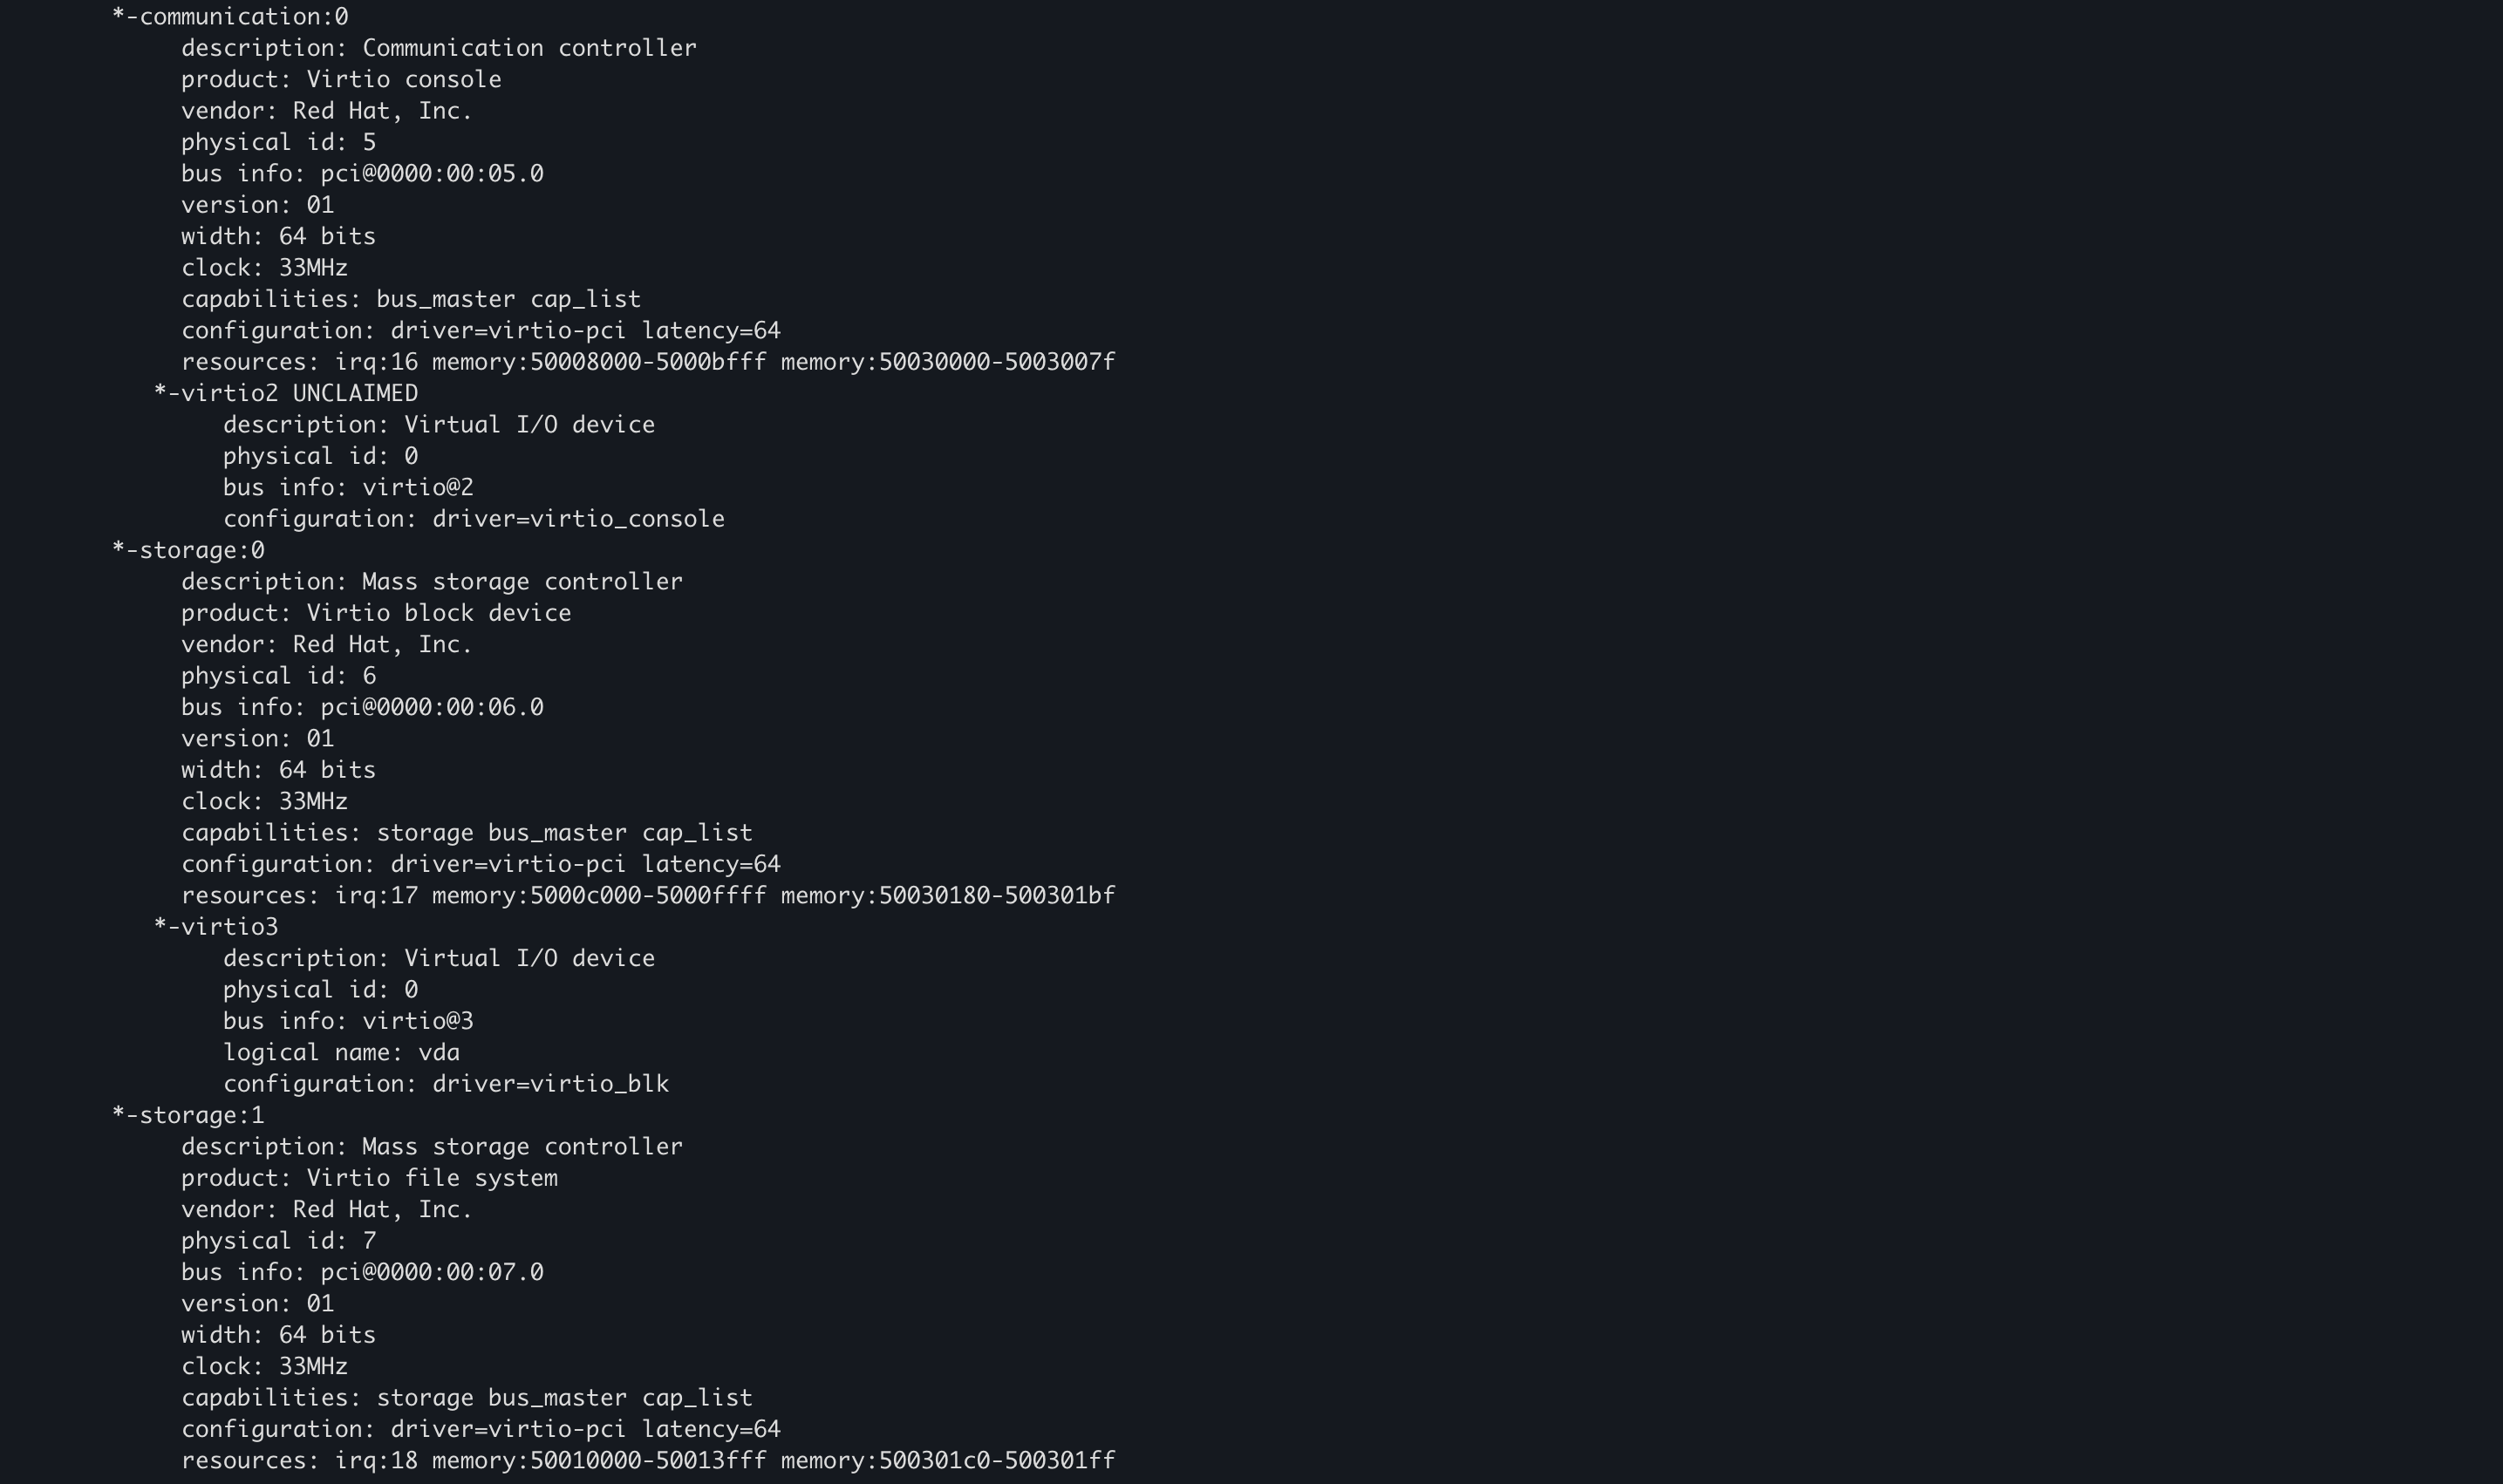 *-communication:0
description: Communication controller
product: Virtio console
vendor: Red Hat, Inc.
physical id: 5
bus info: pci@0000:00:05.0
version: 01
width: 64 bits
clock: 33MHz
capabilities: bus_master cap_list
configuration: driver=virtio-pci latency=64
resources: irq:16 memory:50008000-5000bfff memory:50030000-5003007f
*-virtio2 UNCLAIMED
description: Virtual I/O device
physical id: 0
bus info: virtio@2
configuration: driver=virtio_console
*-storage:0
description: Mass storage controller
product: Virtio block device
vendor: Red Hat, Inc.
physical id: 6
bus info: pci@0000:00:06.0
version: 01
width: 64 bits
clock: 33MHz
capabilities: storage bus_master cap_list
configuration: driver=virtio-pci latency=64
resources: irq:17 memory:5000c000-5000ffff memory:50030180-500301bf
*-virtio3
description: Virtual I/O device
physical id: 0
bus info: virtio@3
logical name: vda
configuration: driver=virtio_blk
*-storage:1
description: Mass storage controller
product: Virtio file system
vendor: Red Hat, Inc.
physical id: 7
bus info: pci@0000:00:07.0
version: 01
width: 64 bits
clock: 33MHz
capabilities: storage bus_master cap_list
configuration: driver=virtio-pci latency=64
resources: irq:18 memory:50010000-50013fff memory:500301c0-500301ff